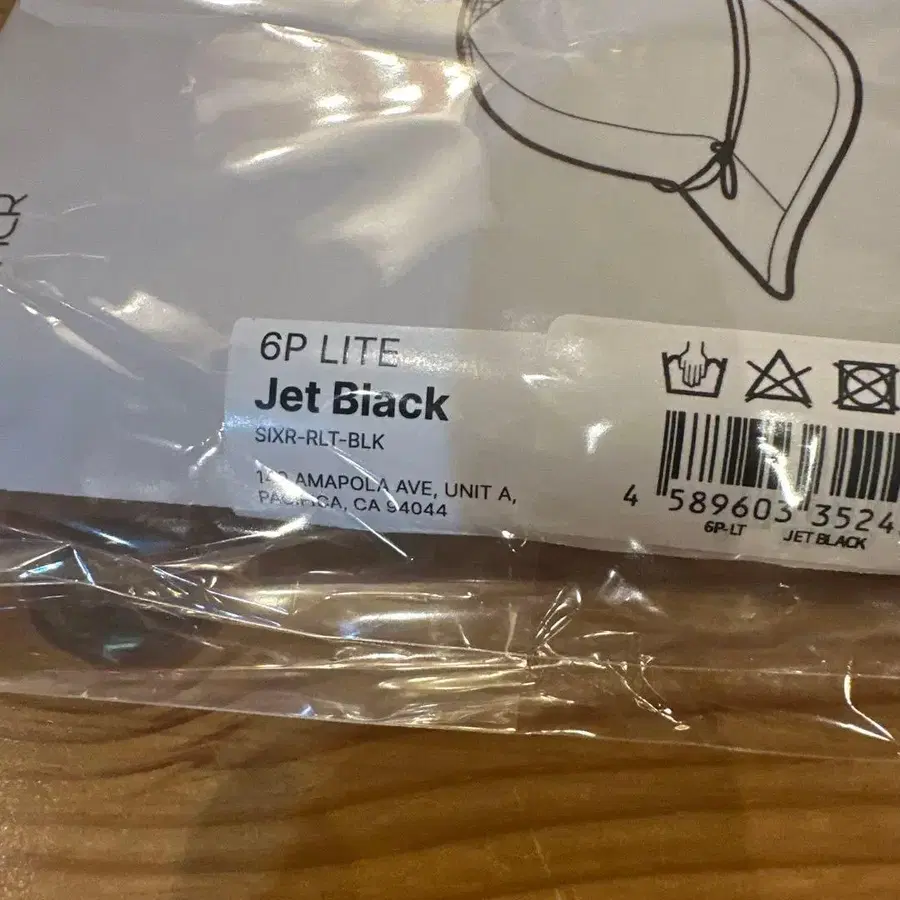 6P LITE
Jet Black
SIXR-RLT-BLK
AMAPOLA AVE, UNIT A,
PACIFICA, CA 94044
4 589603 3524
6P-LT JET BLACK